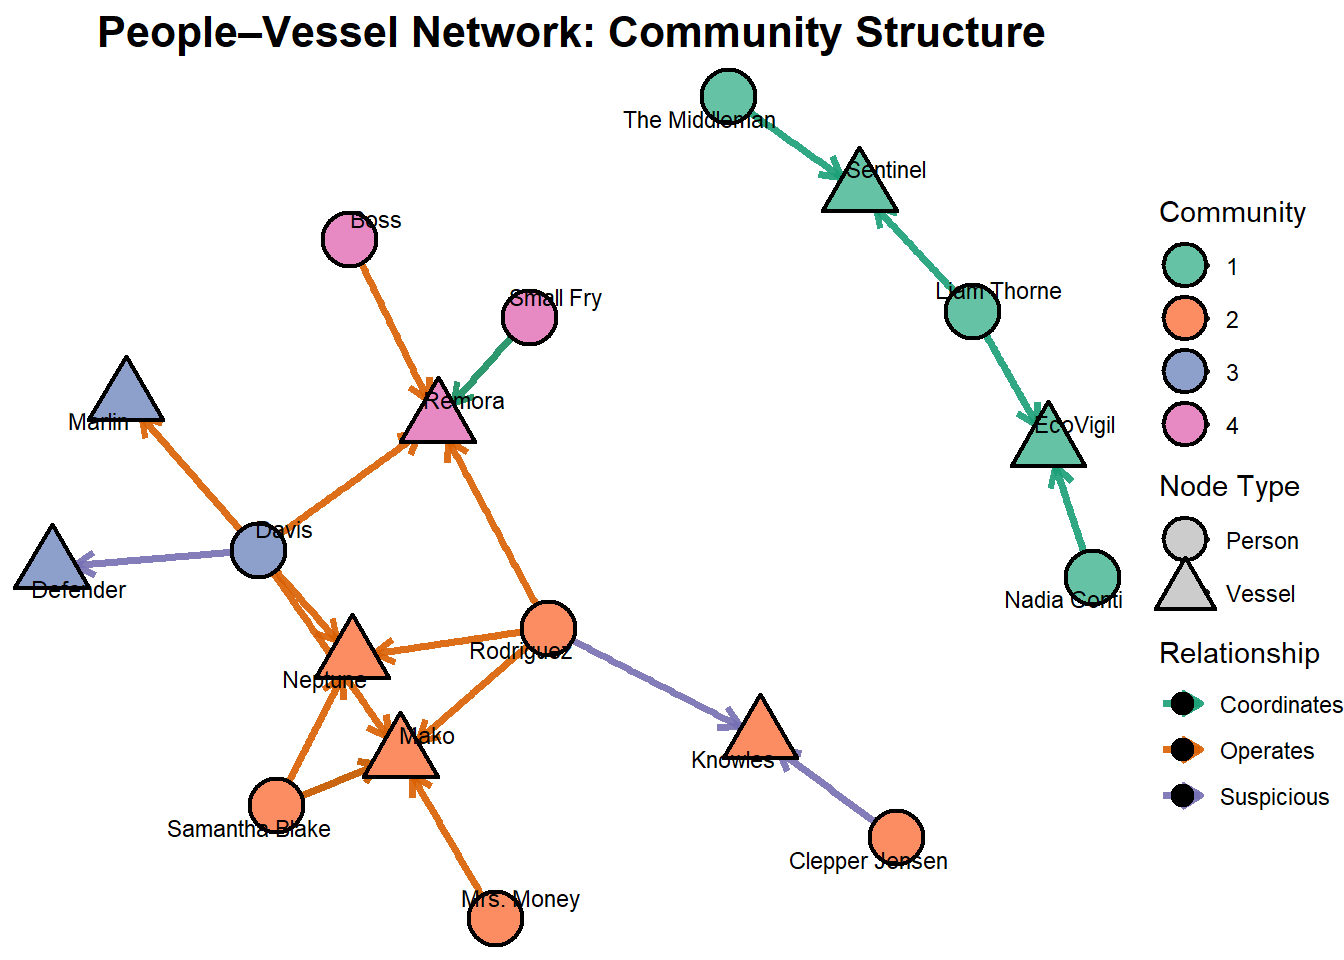 People–Vessel Network: Community Structure
The Middleman
Sentinel
Boss
Liam Thorne
Small Fry
Remora
Marlin
EcoVigil
Davis
Defender
Nadia Conti
Rodriguez
Neptune
Mako
Knowles
Samantha Blake
Clepper Jensen
Mrs. Money
Community
1
2
3
4
Node Type
Person
Vessel
Relationship
Coordinates
Operates
Suspicious